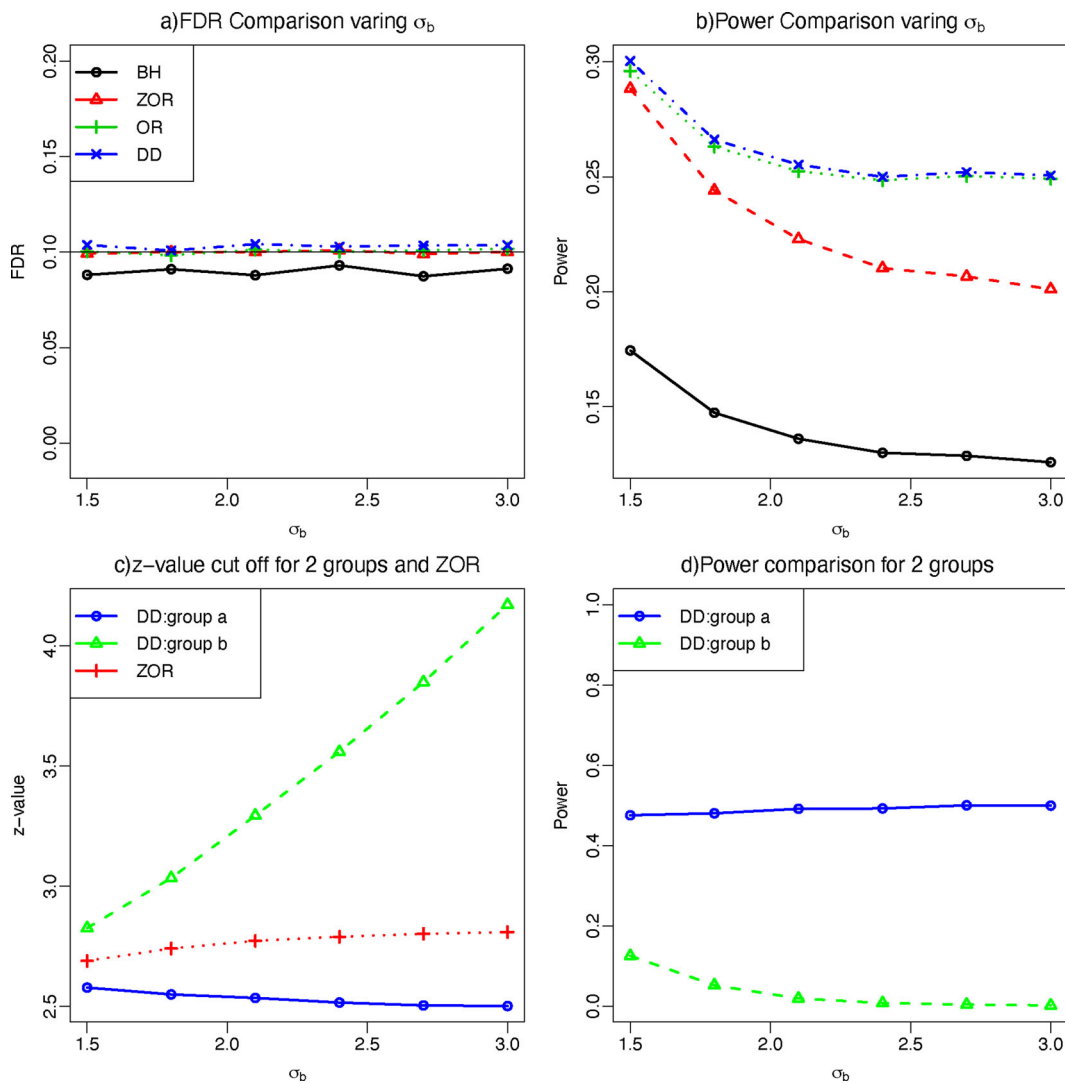 a)FDR Comparison varing σb
BH
ZOR
OR
DD
FDR
0.00
0.05
0.10
0.15
0.20
1.5
2.0
2.5
3.0
σb
b)Power Comparison varing σb
Power
0.15
0.20
0.25
0.30
1.5
2.0
2.5
3.0
σb
c)z−value cut off for 2 groups and ZOR
DD:group a
DD:group b
ZOR
z−value
2.5
3.0
3.5
4.0
1.5
2.0
2.5
3.0
σb
d)Power comparison for 2 groups
DD:group a
DD:group b
Power
0.0
0.2
0.4
0.6
0.8
1.0
1.5
2.0
2.5
3.0
σb